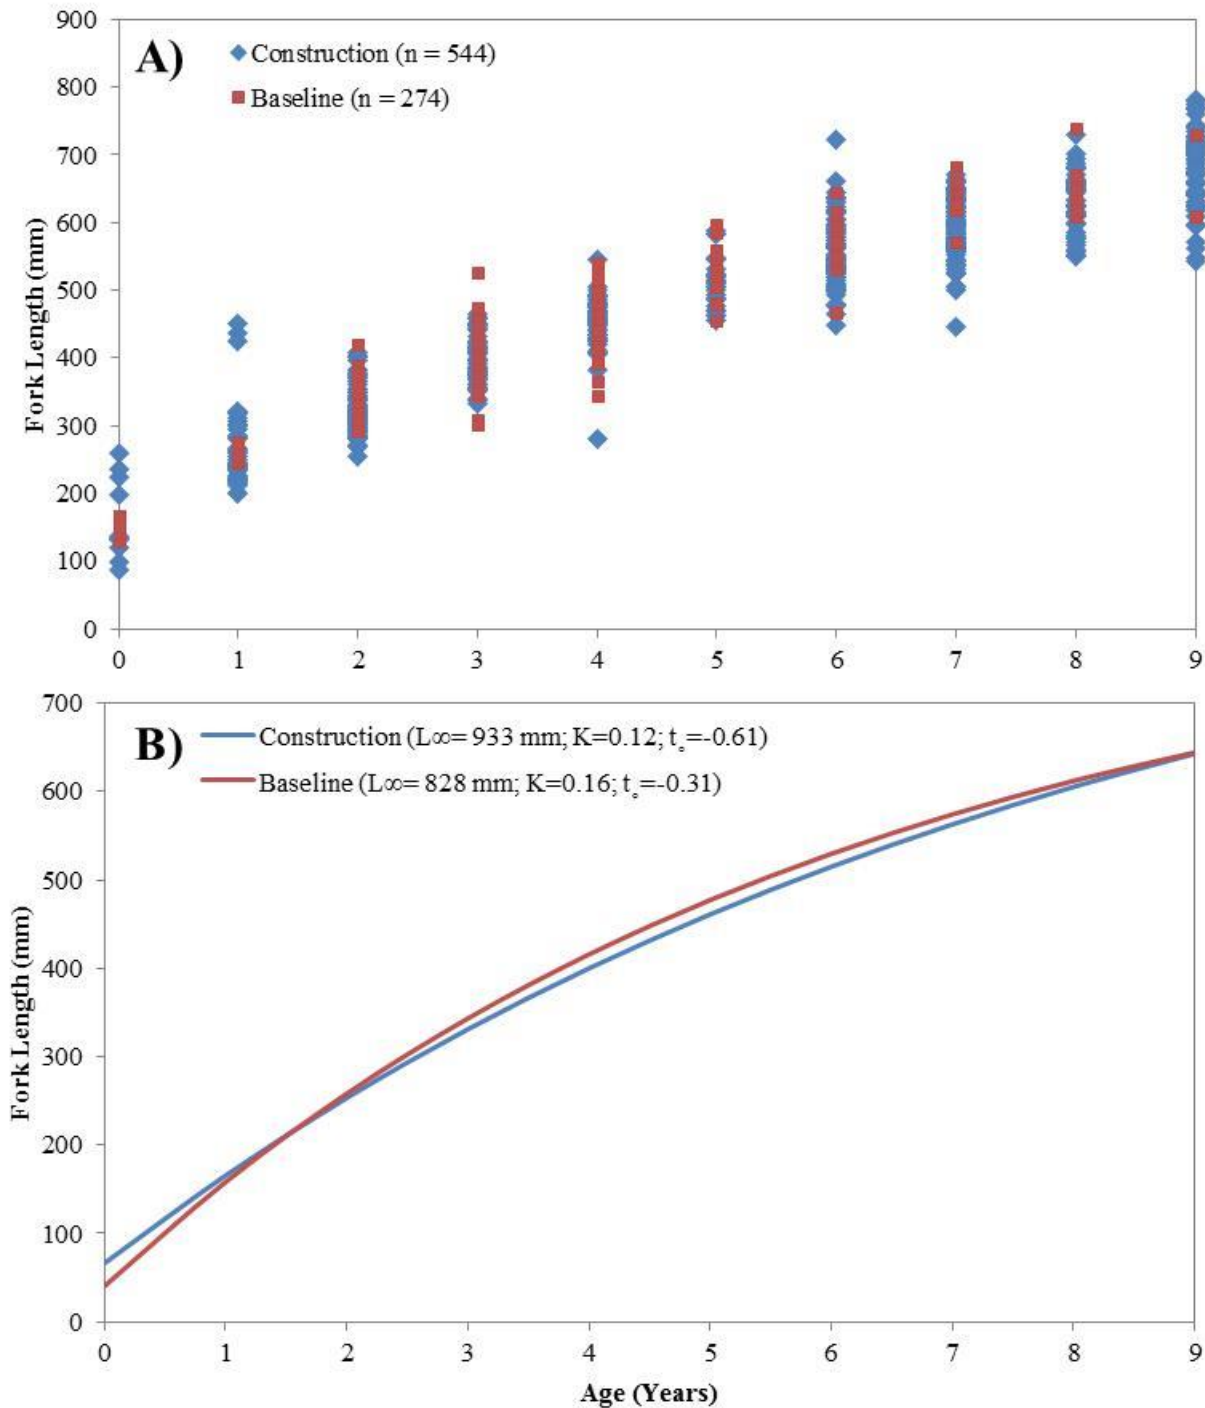 A)
Construction (n = 544)
Baseline (n = 274)
900
800
700
600
500
400
300
200
100
0
Fork Length (mm)
0 1 2 3 4 5 6 7 8 9
B)
Construction (L∞= 933 mm; K=0.12; t₀=-0.61)
Baseline (L∞= 828 mm; K=0.16; t₀=-0.31)
700
600
500
400
300
200
100
0
Fork Length (mm)
0 1 2 3 4 5 6 7 8 9
Age (Years)